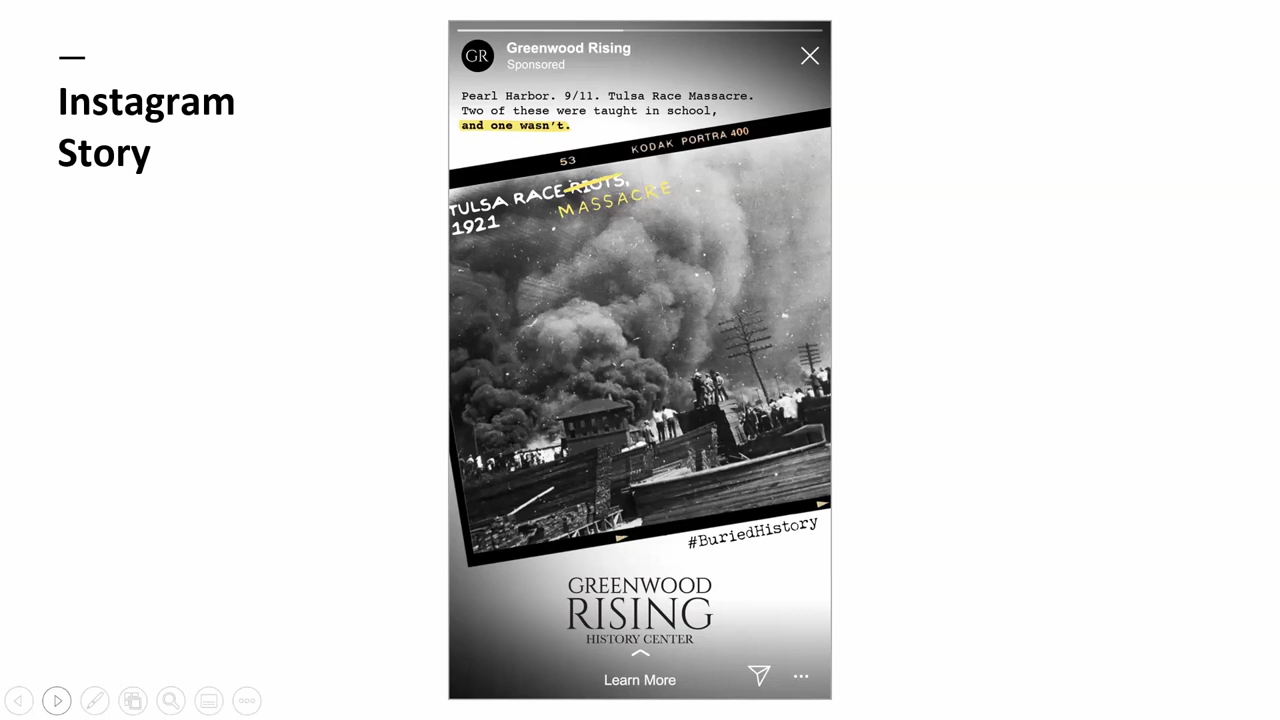 Instagram
Story
GR
Greenwood Rising
Sponsored
Pearl Harbor. 9/11. Tulsa Race Massacre.
Two of these were taught in school,
and one wasn't.
53 KODAK PORTRA 400
TULSA RACE RIOTS,
MASSACRE
1921
#BuriedHistory
GREENWOOD
RISING
HISTORY CENTER
Learn More